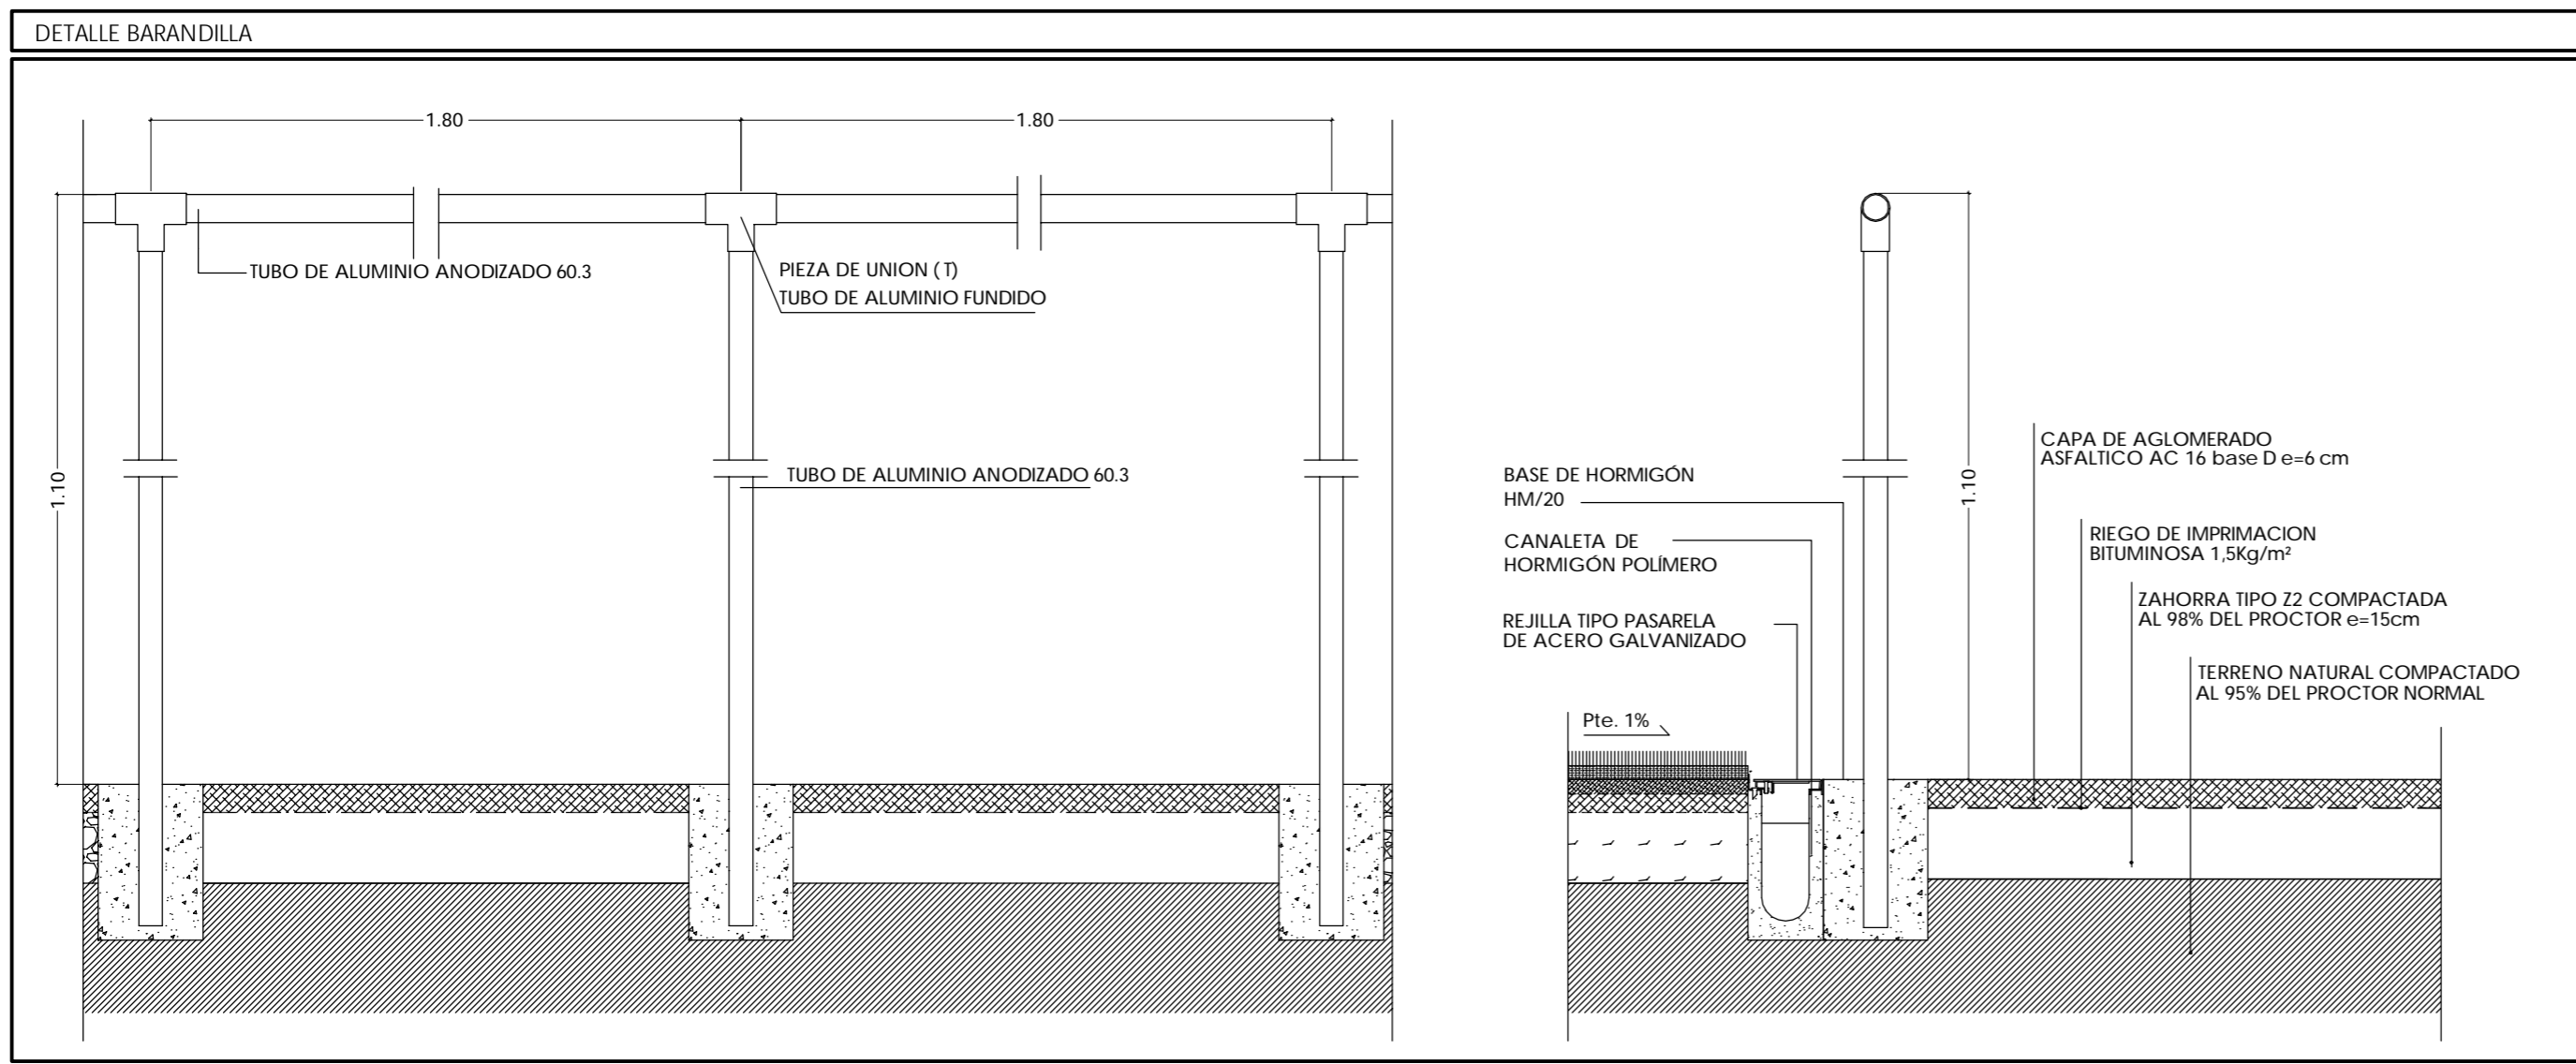 DETALLE BARANDILLA
1.80
1.80
TUBO DE ALUMINIO ANODIZADO 60.3
PIEZA DE UNION (T)
TUBO DE ALUMINIO FUNDIDO
1.10
TUBO DE ALUMINIO ANODIZADO 60.3
BASE DE HORMIGÓN
HM/20
CANALETA DE
HORMIGÓN POLÍMERO
REJILLA TIPO PASARELA
DE ACERO GALVANIZADO
Pte. 1%
1.10
CAPA DE AGLOMERADO
ASFALTICO AC 16 base D e=6 cm
RIEGO DE IMPRIMACION
BITUMINOSA 1,5Kg/m²
ZAHORRA TIPO Z2 COMPACTADA
AL 98% DEL PROCTOR e=15cm
TERRENO NATURAL COMPACTADO
AL 95% DEL PROCTOR NORMAL